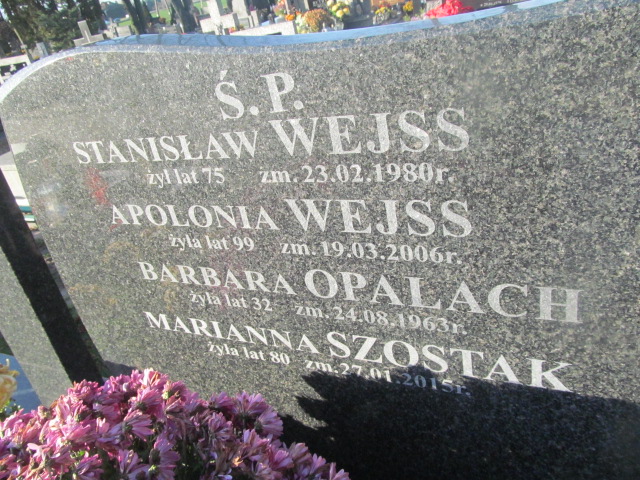 Ś.P.
STANISŁAW WEJSS
żył lat 75 zm. 23.02.1980r.
APOLONIA WEJSS
żyła lat 99 zm. 19.03.2006r.
BARBARA OPALACH
żyła lat 32 zm. 24.08.1963r.
MARIANNA SZOSTAK
żyła lat 80 zm. 27.01.2015r.